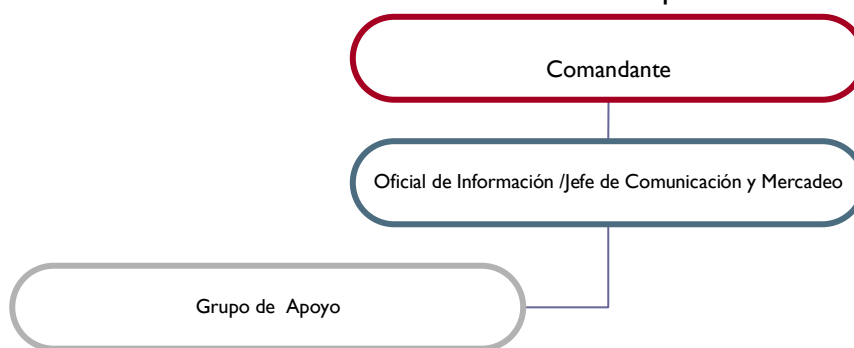 Comandante
Oficial de Información /Jefe de Comunicación y Mercadeo
Grupo de  Apoyo